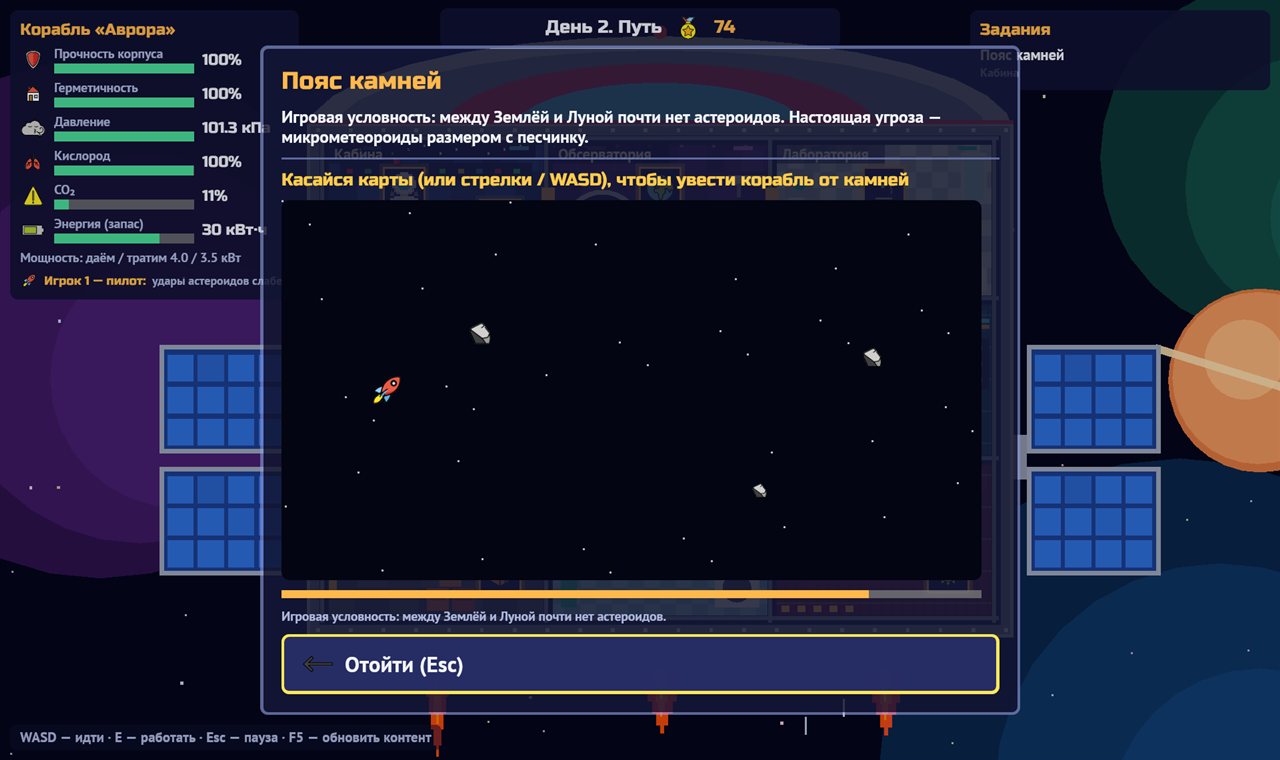 Корабль «Аврора»
Прочность корпуса 100%
Герметичность 100%
Давление 101.3 кПа
Кислород 100%
CO₂ 11%
Энергия (запас) 30 кВт·ч
Мощность: даём / тратим 4.0 / 3.5 кВт
Игрок 1 — пилот: удары астероидов слабе
День 2. Путь 74
Задания
Пояс камней
Кабина
Пояс камней
Игровая условность: между Землёй и Луной почти нет астероидов. Настоящая угроза —
микрометеороиды размером с песчинку.
Кабина Обсерватория Лаборатория
Касайся карты (или стрелки / WASD), чтобы увести корабль от камней
Игровая условность: между Землёй и Луной почти нет астероидов.
Отойти (Esc)
WASD — идти · E — работать · Esc — пауза · F5 — обновить контент